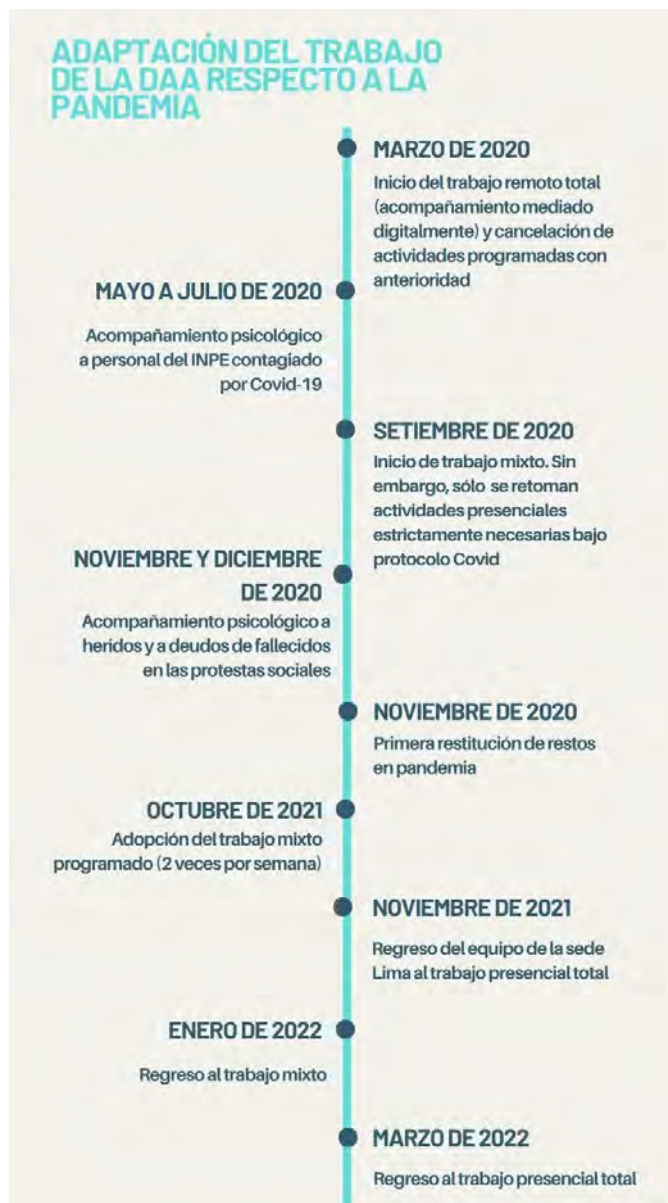 ADAPTACIÓN DEL TRABAJO
DE LA DAA RESPECTO A LA
PANDEMIA
MARZO DE 2020
Inicio del trabajo remoto total
(acompañamiento mediado
digitalmente) y cancelación de
actividades programadas con
anterioridad
MAYO A JULIO DE 2020
Acompañamiento psicológico
a personal del INPE contagiado
por Covid-19
SETIEMBRE DE 2020
Inicio de trabajo mixto. Sin
embargo, sólo se retoman
actividades presenciales
estrictamente necesarias bajo
protocolo Covid
NOVIEMBRE Y DICIEMBRE
DE 2020
Acompañamiento psicológico a
heridos y a deudos de fallecidos
en las protestas sociales
NOVIEMBRE DE 2020
Primera restitución de restos
en pandemia
OCTUBRE DE 2021
Adopción del trabajo mixto
programado (2 veces por semana)
NOVIEMBRE DE 2021
Regreso del equipo de la sede
Lima al trabajo presencial total
ENERO DE 2022
Regreso al trabajo mixto
MARZO DE 2022
Regreso al trabajo presencial total